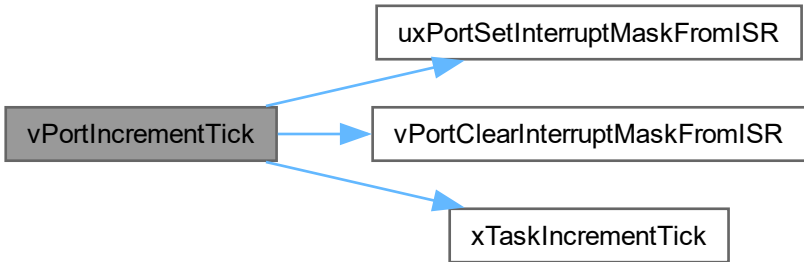 uxPortSetInterruptMaskFromISR
vPortIncrementTick
vPortClearInterruptMaskFromISR
xTaskIncrementTick